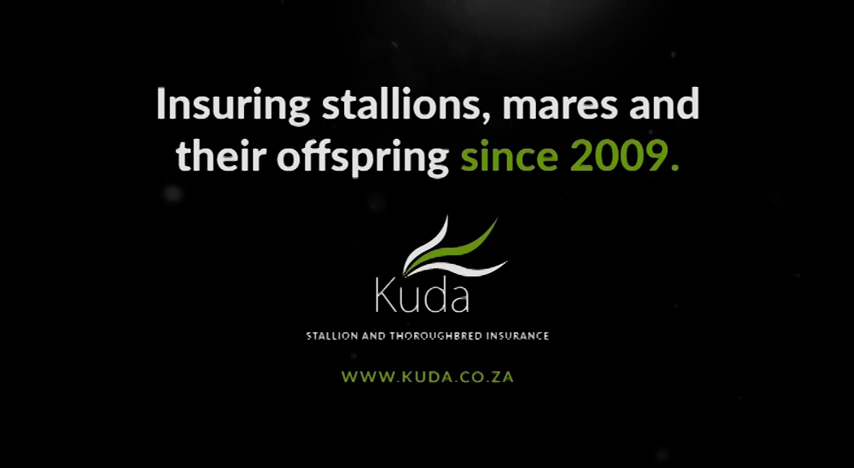 Insuring stallions, mares and
their offspring since 2009.
Kuda
STALLION AND THOROUGHBRED INSURANCE
WWW.KUDA.CO.ZA